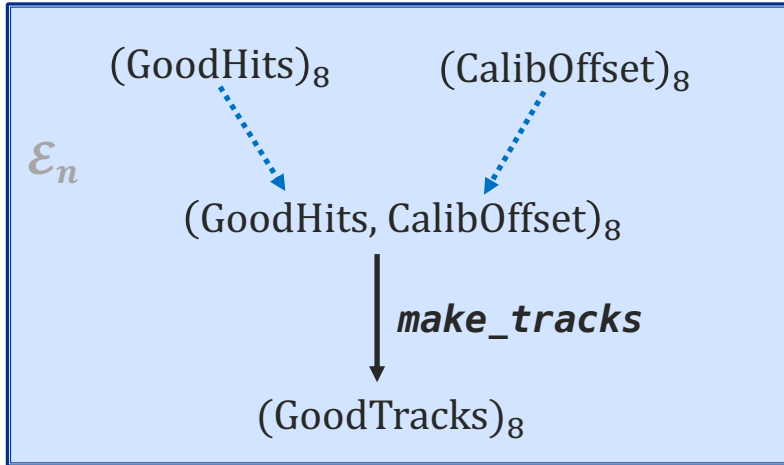 (GoodHits)₈ (CalibOffset)₈
ℰₙ
(GoodHits, CalibOffset)₈
make_tracks
(GoodTracks)₈